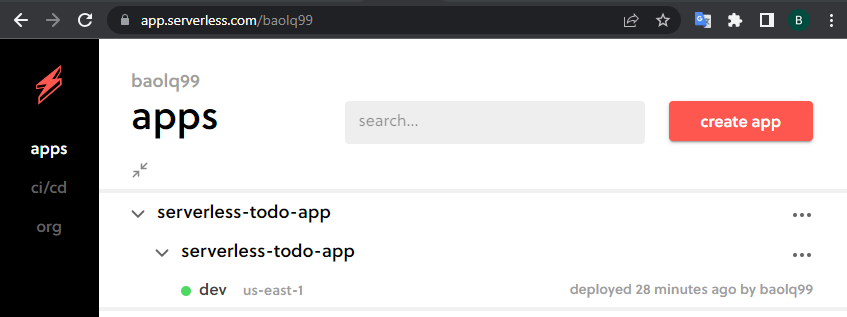 app.serverless.com/baolq99
B
baolq99
apps
search...
create app
apps
ci/cd
org
serverless-todo-app
serverless-todo-app
dev us-east-1 deployed 28 minutes ago by baolq99